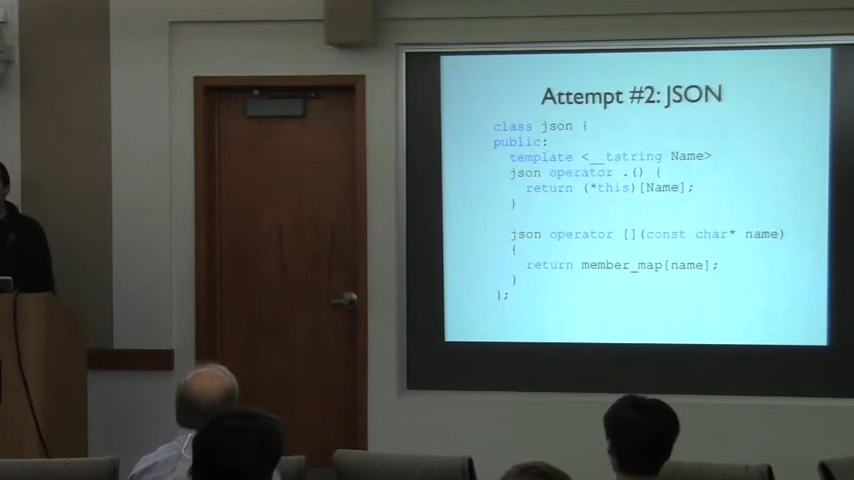 Attempt #2: JSON
class json {
public:
template <__tstring Name>
json operator .() {
return (*this)[Name];
}
json operator [](const char* name)
{
return member_map[name];
}
};